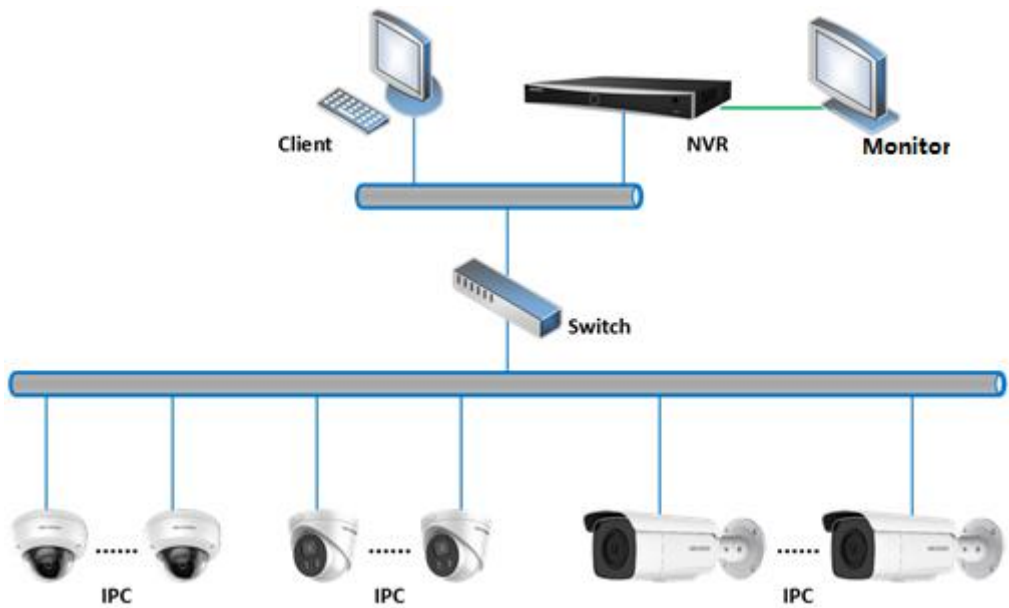 Client
NVR
Monitor
Switch
...... ...... ......
IPC IPC IPC